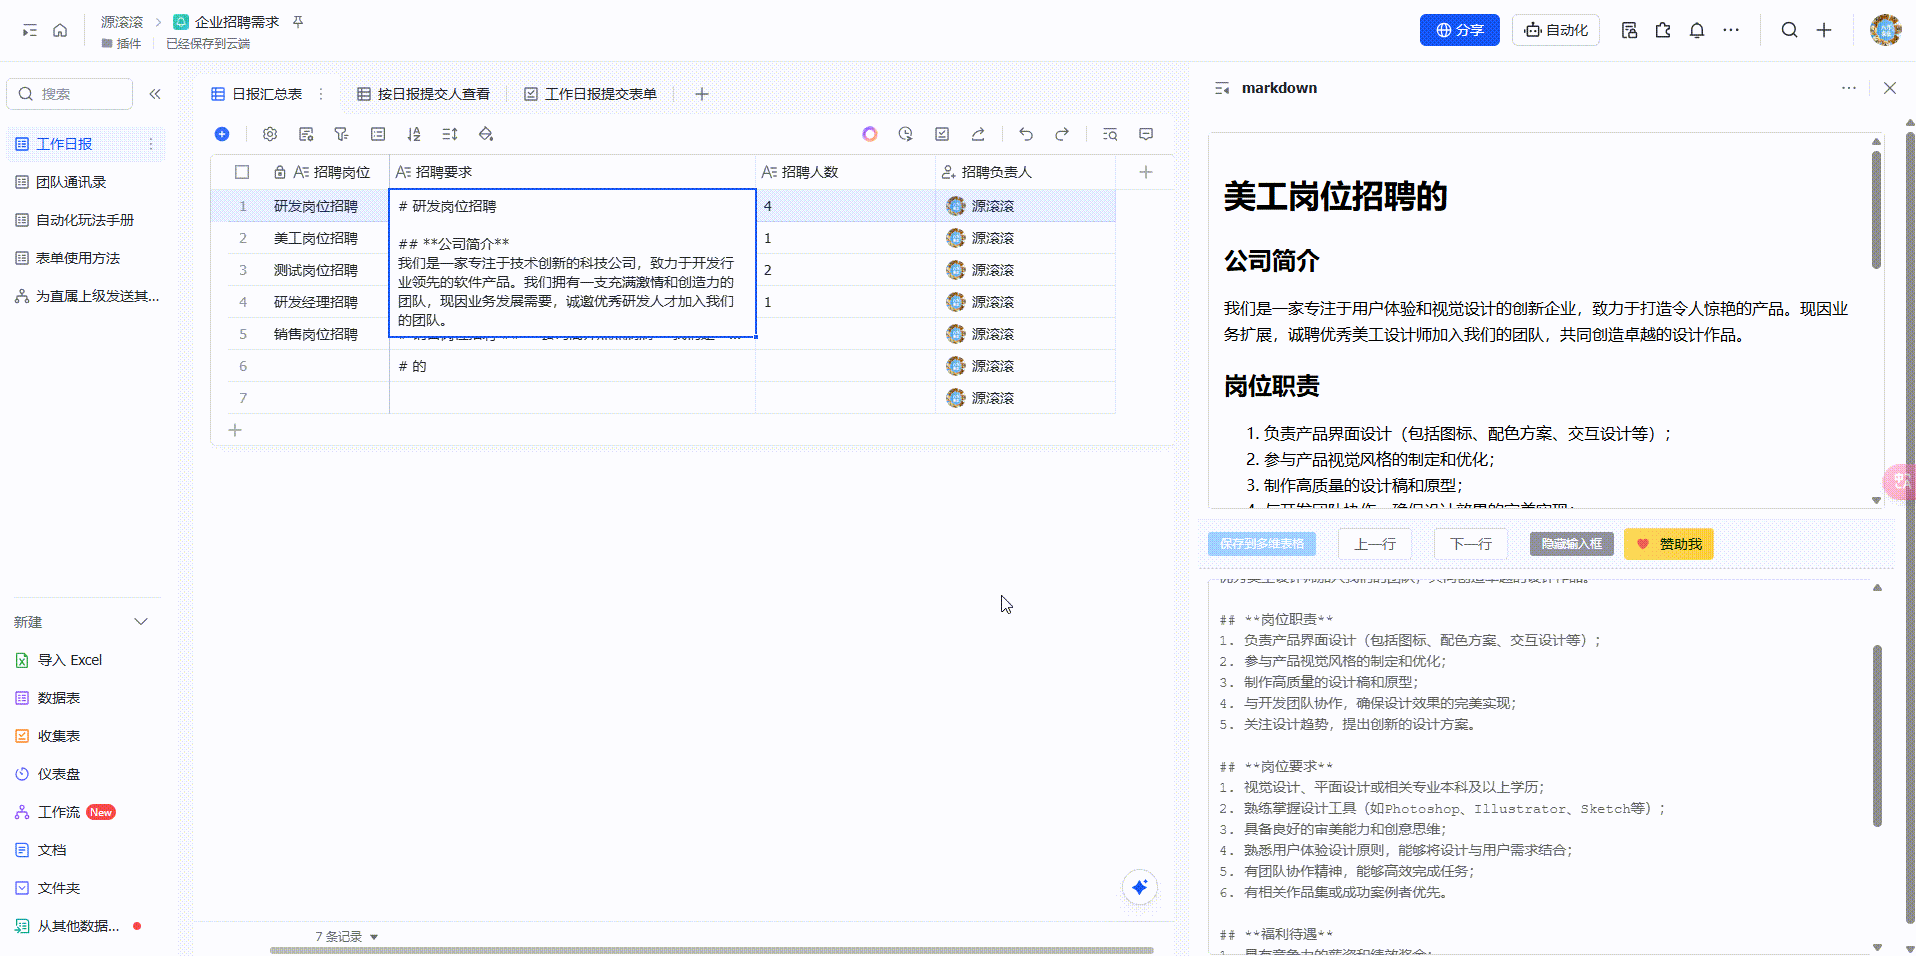 源滚滚
企业招聘需求
插件
已经保存到云端
分享
自动化
搜索
工作日报
团队通讯录
自动化玩法手册
表单使用方法
为直属上级发送其...
新建
导入 Excel
数据表
收集表
仪表盘
工作流 New
文档
文件夹
从其他数据...
日报汇总表
按日报提交人查看
工作日报提交表单
招聘岗位 招聘要求 招聘人数 招聘负责人
1 研发岗位招聘 4 源滚滚
2 美工岗位招聘 1 源滚滚
3 测试岗位招聘 2 源滚滚
4 研发经理招聘 1 源滚滚
5 销售岗位招聘 源滚滚
6 # 的 源滚滚
7 源滚滚
# 研发岗位招聘
## **公司简介**
我们是一家专注于技术创新的科技公司，致力于开发行
业领先的软件产品。我们拥有一支充满激情和创造力的
团队，现因业务发展需要，诚邀优秀研发人才加入我们
的团队。
7 条记录
markdown
美工岗位招聘的
公司简介
我们是一家专注于用户体验和视觉设计的创新企业，致力于打造令人惊艳的产品。现因业
务扩展，诚聘优秀美工设计师加入我们的团队，共同创造卓越的设计作品。
岗位职责
1. 负责产品界面设计（包括图标、配色方案、交互设计等）；
2. 参与产品视觉风格的制定和优化；
3. 制作高质量的设计稿和原型；
4. 与开发团队协作，确保设计效果的完美实现；
保存到多维表格
上一行
下一行
隐藏输入框
赞助我
## **岗位职责**
1. 负责产品界面设计（包括图标、配色方案、交互设计等）；
2. 参与产品视觉风格的制定和优化；
3. 制作高质量的设计稿和原型；
4. 与开发团队协作，确保设计效果的完美实现；
5. 关注设计趋势，提出创新的设计方案。
## **岗位要求**
1. 视觉设计、平面设计或相关专业本科及以上学历；
2. 熟练掌握设计工具（如Photoshop、Illustrator、Sketch等）；
3. 具备良好的审美能力和创意思维；
4. 熟悉用户体验设计原则，能够将设计与用户需求结合；
5. 有团队协作精神，能够高效完成任务；
6. 有相关作品集或成功案例者优先。
## **福利待遇**